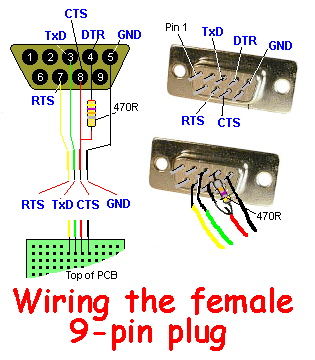 CTS
TxD
DTR
GND
1 2 3 4 5
6 7 8 9
RTS
470R
RTS TxD CTS GND
Top of PCB
Pin 1
TxD
DTR
GND
RTS
CTS
470R
Wiring the female
9-pin plug